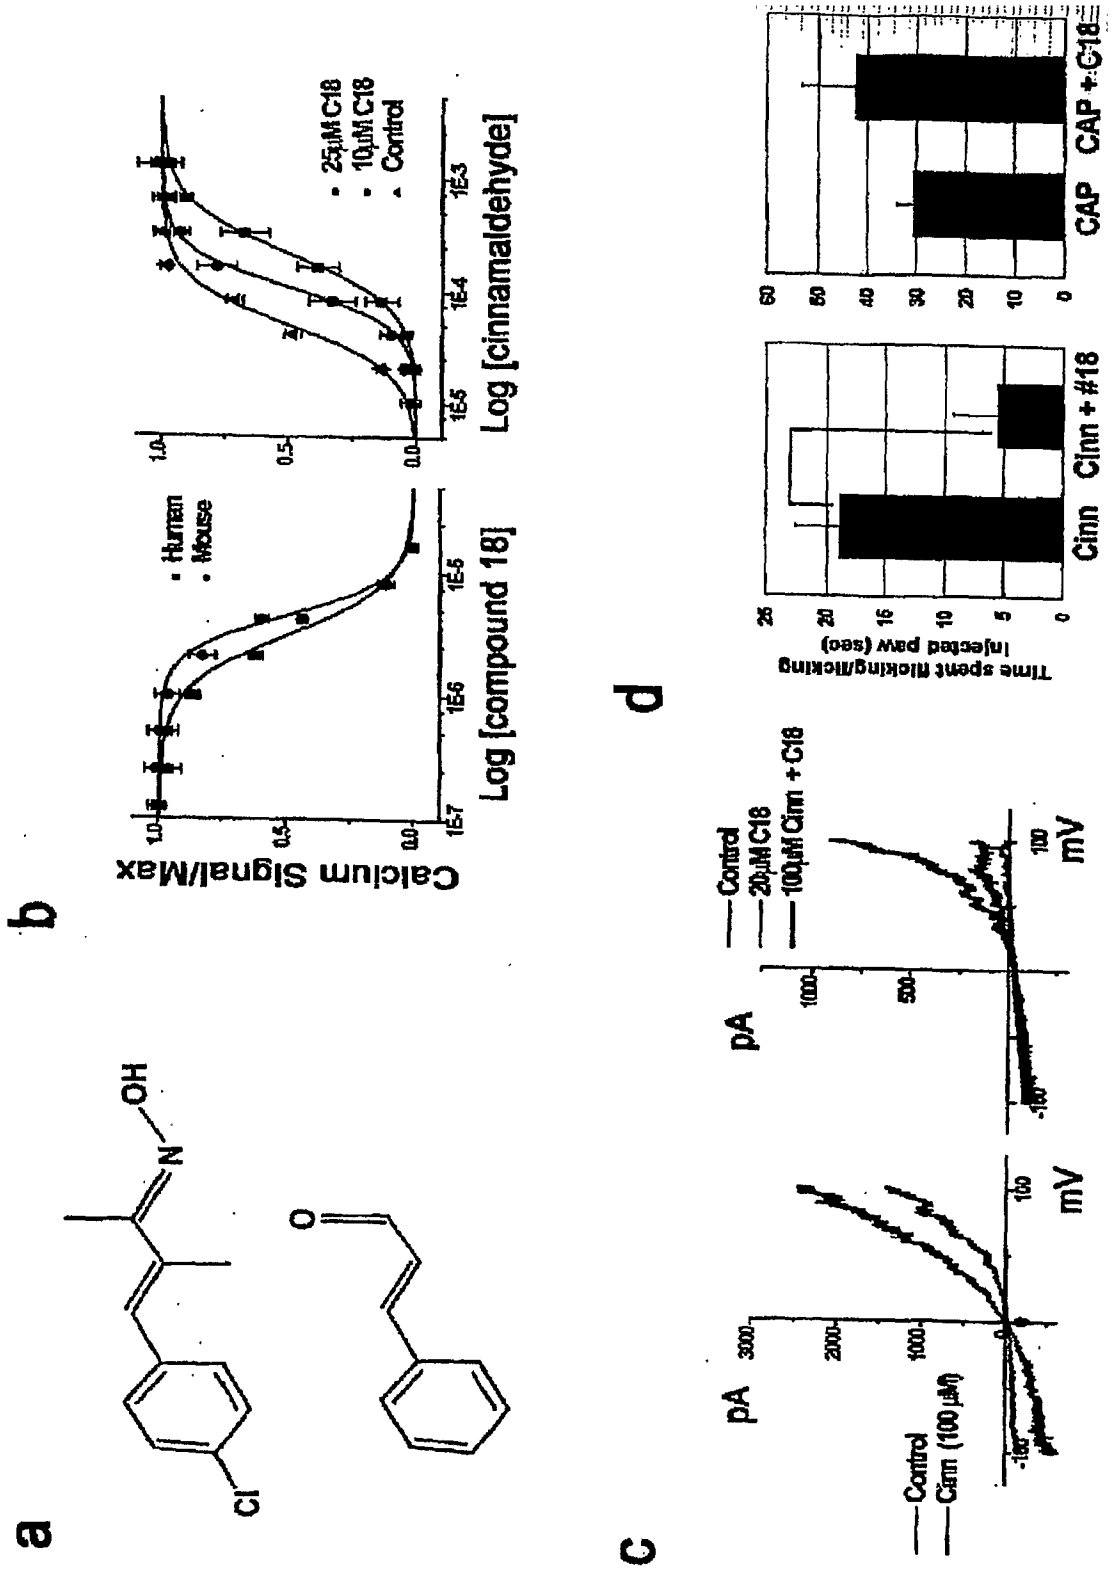 a
Cl
N
OH
O
b
Calcium Signal/Max
1.0
0.5
0.0
1E-7
1E-6
1E-5
Human
Mouse
Log [compound 18]
1.0
0.5
0.0
1E-5
1E-4
1E-3
25µM C18
10µM C18
Control
Log [cinnamaldehyde]
c
Control
Cinn (100 µM)
pA
3000
2000
1000
0
-100
100
mV
pA
1000
500
-100
100
mV
Control
20µM C18
100µM Cinn + C18
d
Time spent flicking/licking
injected paw (sec)
25
20
15
10
5
0
Cinn
Cinn + #18
60
50
40
30
20
10
0
CAP
CAP + C18